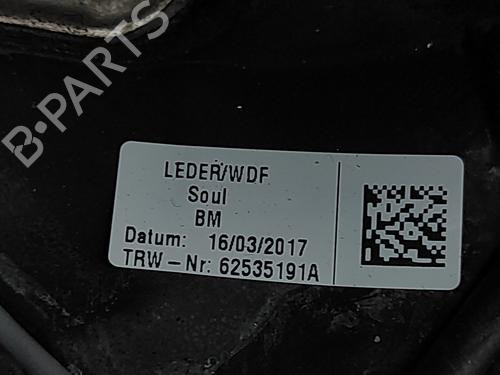 B-PARTS
LEDER/WDF
Soul
BM
Datum: 16/03/2017
TRW-Nr: 62535191A